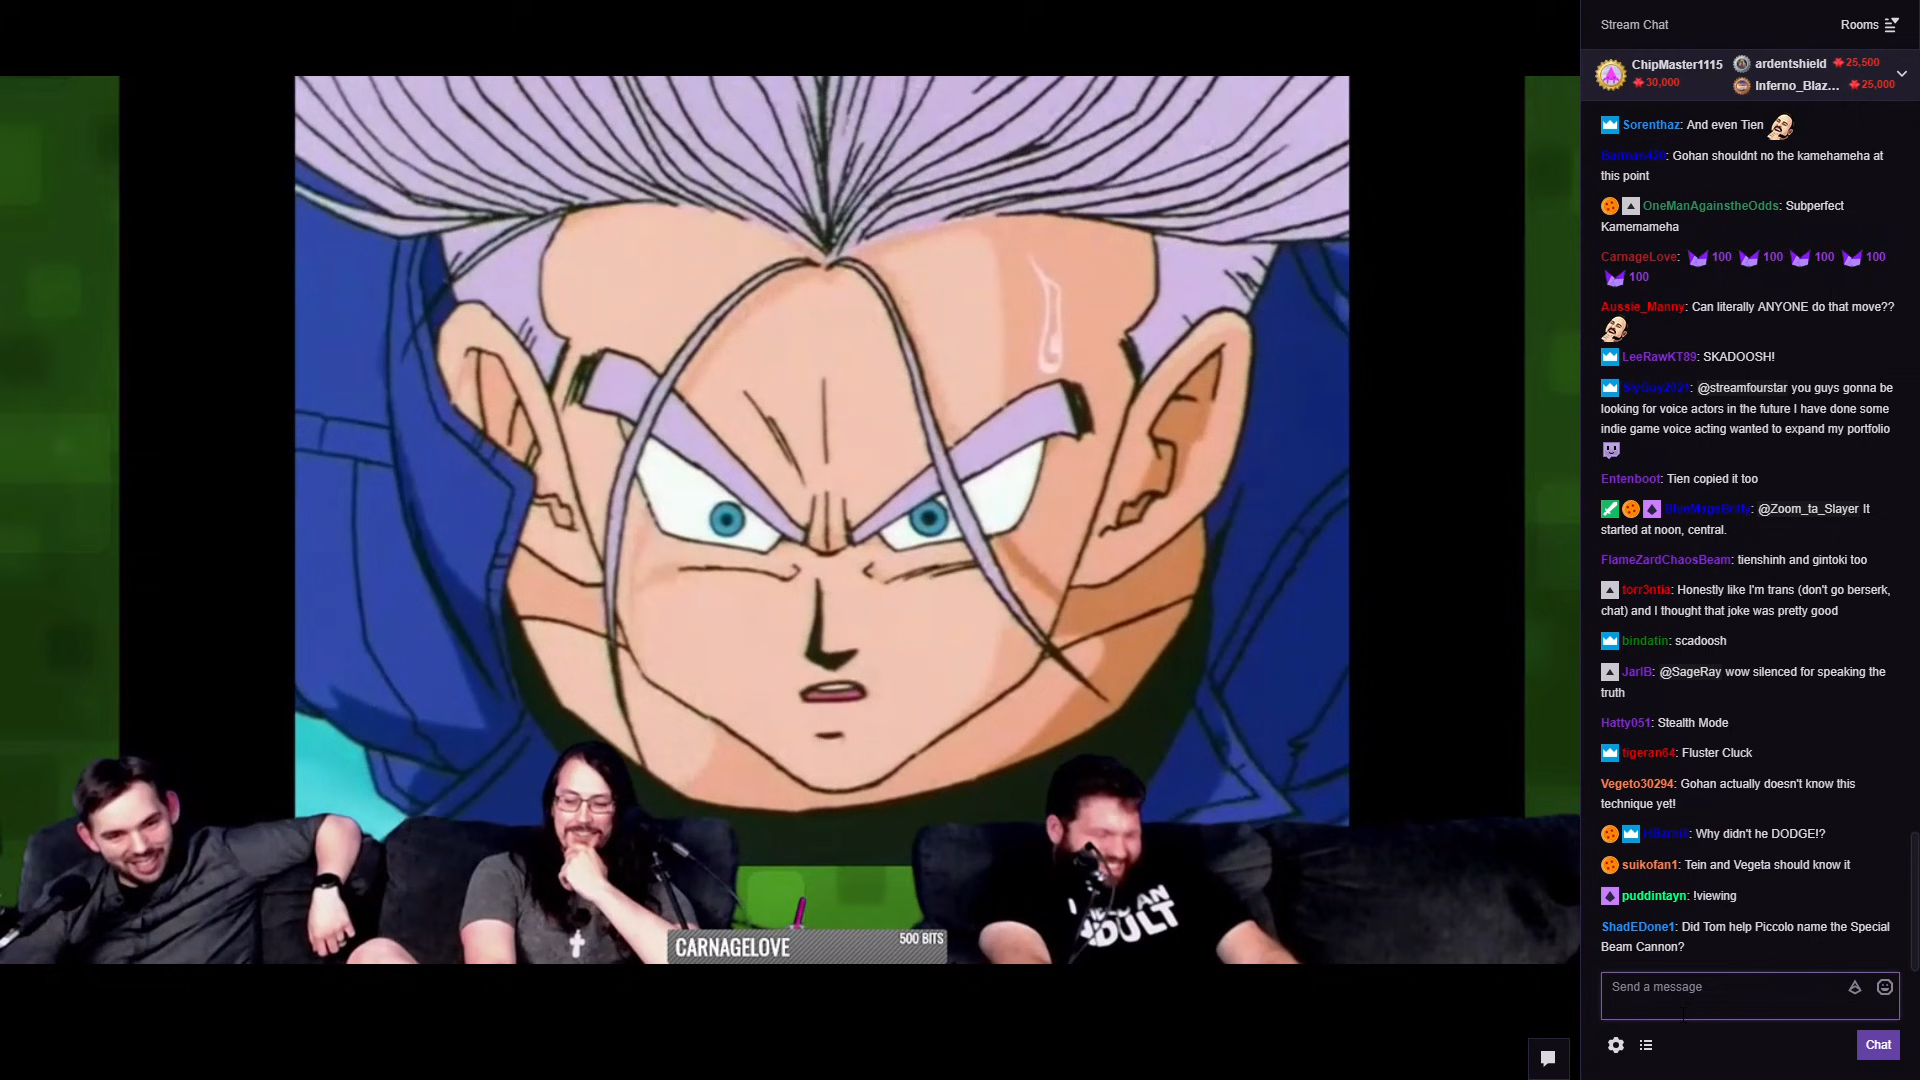 Stream Chat
Rooms
ChipMaster1115
30,000
ardentshield 25,500
Inferno_Blaz... 25,000
Sorenthaz: And even Tien
Batman420: Gohan shouldnt no the kamehameha at
this point
OneManAgainstheOdds: Subperfect
Kamemameha
CarnageLove: 100 100 100 100
100
Aussie_Manny: Can literally ANYONE do that move??
LeeRawKT89: SKADOOSH!
SlyGuy2021: @streamfourstar you guys gonna be
looking for voice actors in the future I have done some
indie game voice acting wanted to expand my portfolio
Entenboot: Tien copied it too
BlueMageBritty: @Zoom_ta_Slayer It
started at noon, central.
FlameZardChaosBeam: tienshinh and gintoki too
torr3ntia: Honestly like I'm trans (don't go berserk,
chat) and I thought that joke was pretty good
bindatin: scadoosh
JarlB: @SageRay wow silenced for speaking the
truth
Hatty051: Stealth Mode
tigeran64: Fluster Cluck
Vegeto30294: Gohan actually doesn't know this
technique yet!
: Why didn't he DODGE!?
suikofan1: Tein and Vegeta should know it
puddintayn: !viewing
ShadEDone1: Did Tom help Piccolo name the Special
Beam Cannon?
Send a message
Chat
CARNAGELOVE
500 BITS